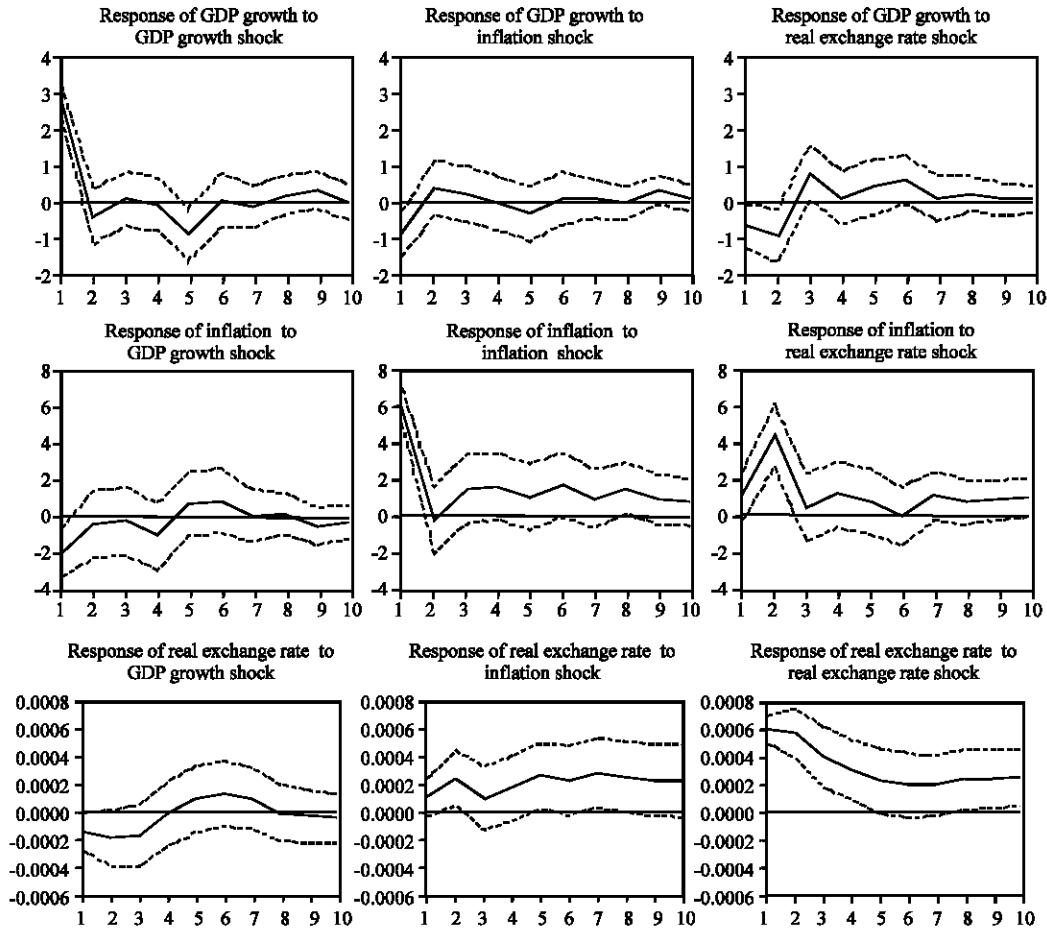 Response of GDP growth to
GDP growth shock
Response of GDP growth to
inflation shock
Response of GDP growth to
real exchange rate shock
4
3
2
1
0
-1
-2
1 2 3 4 5 6 7 8 9 10
4
3
2
1
0
-1
-2
1 2 3 4 5 6 7 8 9 10
4
3
2
1
0
-1
-2
1 2 3 4 5 6 7 8 9 10
Response of inflation to
GDP growth shock
Response of inflation to
inflation shock
Response of inflation to
real exchange rate shock
8
6
4
2
0
-2
-4
1 2 3 4 5 6 7 8 9 10
8
6
4
2
0
-2
-4
1 2 3 4 5 6 7 8 9 10
8
6
4
2
0
-2
-4
1 2 3 4 5 6 7 8 9 10
Response of real exchange rate to
GDP growth shock
Response of real exchange rate to
inflation shock
Response of real exchange rate to
real exchange rate shock
0.0008
0.0006
0.0004
0.0002
0.0000
-0.0002
-0.0004
-0.0006
1 2 3 4 5 6 7 8 9 10
0.0008
0.0006
0.0004
0.0002
0.0000
-0.0002
-0.0004
-0.0006
1 2 3 4 5 6 7 8 9 10
0.0008
0.0006
0.0004
0.0002
0.0000
-0.0002
-0.0004
-0.0006
1 2 3 4 5 6 7 8 9 10